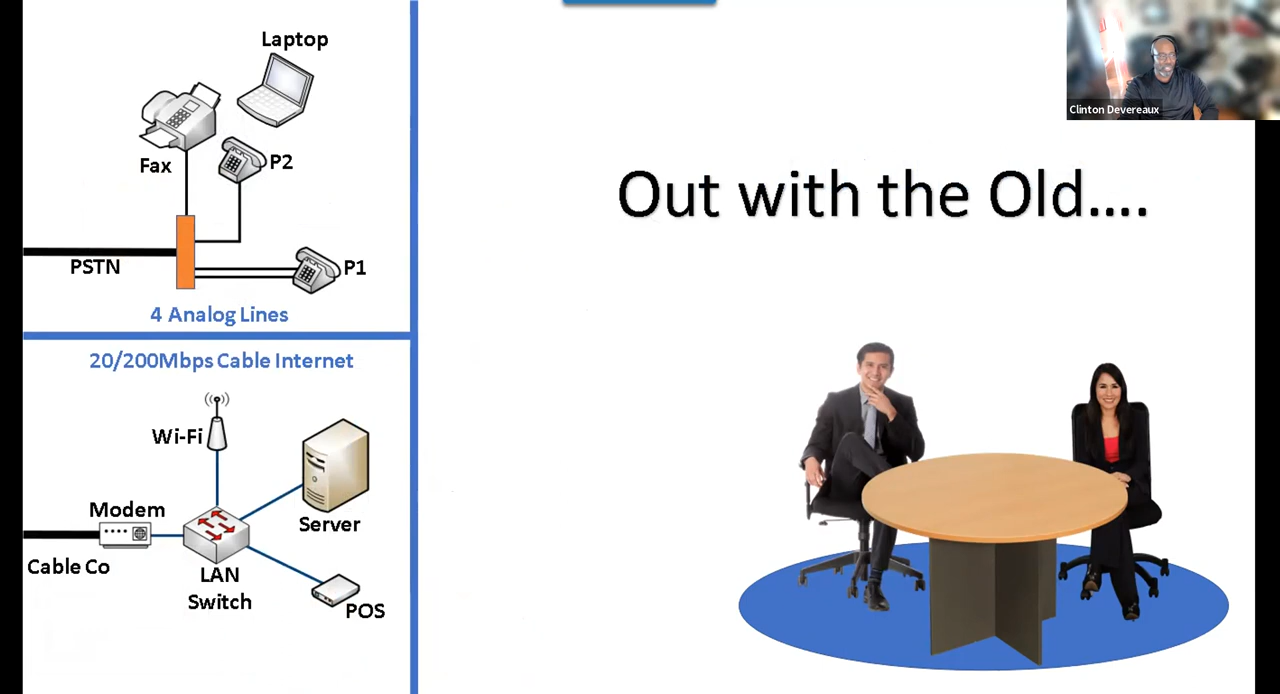 Laptop
Fax
P2
PSTN
P1
4 Analog Lines
20/200Mbps Cable Internet
Wi-Fi
Modem
Server
Cable Co
LAN
Switch
POS
Out with the Old....
Clinton Devereaux